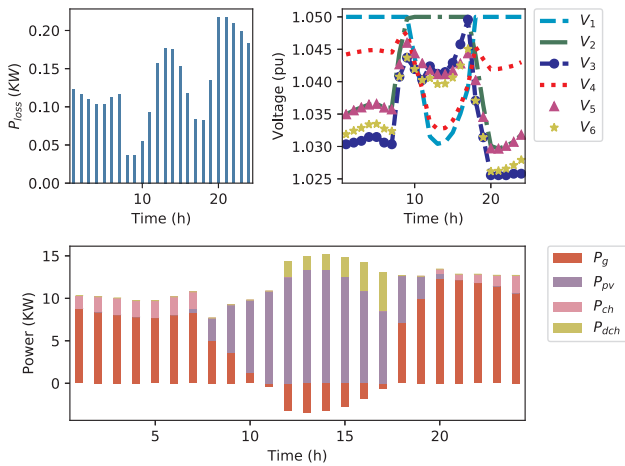 0.20
0.15
0.10
0.05
0.00
P_loss (KW)
10
20
Time (h)
1.050
1.045
1.040
1.035
1.030
1.025
Voltage (pu)
0
10
20
Time (h)
V_1
V_2
V_3
V_4
V_5
V_6
15
10
5
0
Power (KW)
5
10
15
20
Time (h)
P_g
P_pv
P_ch
P_dch